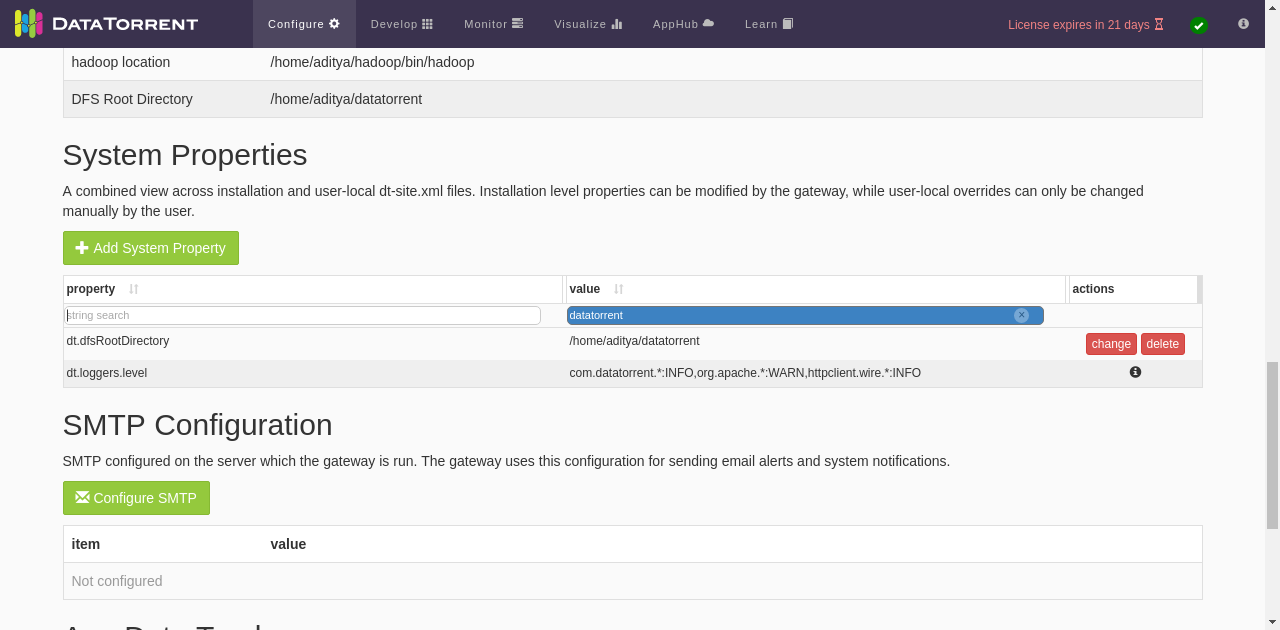 DATATORRENT Configure Develop Monitor Visualize AppHub Learn License expires in 21 days
hadoop location /home/aditya/hadoop/bin/hadoop
DFS Root Directory /home/aditya/datatorrent
System Properties
A combined view across installation and user-local dt-site.xml files. Installation level properties can be modified by the gateway, while user-local overrides can only be changed
manually by the user.
Add System Property
property value actions
string search datatorrent
dt.dfsRootDirectory /home/aditya/datatorrent change delete
dt.loggers.level com.datatorrent.*:INFO,org.apache.*:WARN,httpclient.wire.*:INFO
SMTP Configuration
SMTP configured on the server which the gateway is run. The gateway uses this configuration for sending email alerts and system notifications.
Configure SMTP
item value
Not configured